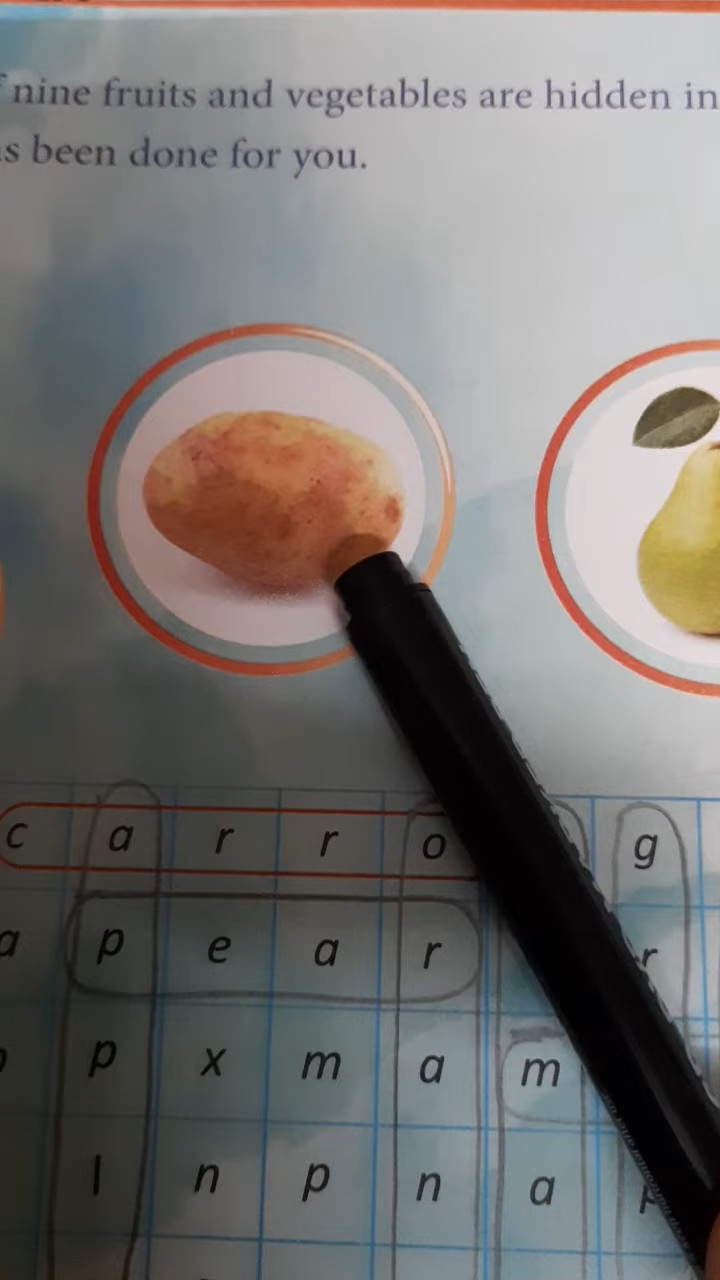 nine fruits and vegetables are hidden in
been done for you.
c a r r o g
a p e a r r
p x m a m
l n p n a